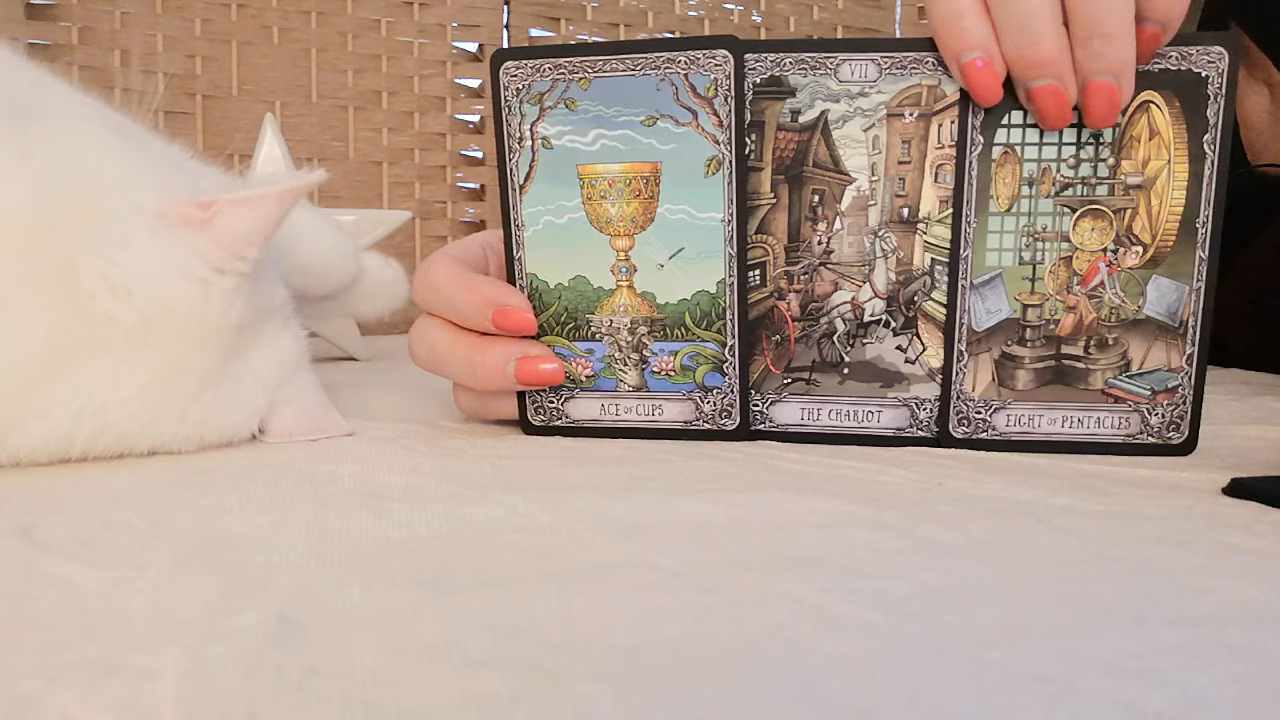 VII
ACE OF CUPS
THE CHARIOT
EIGHT OF PENTACLES